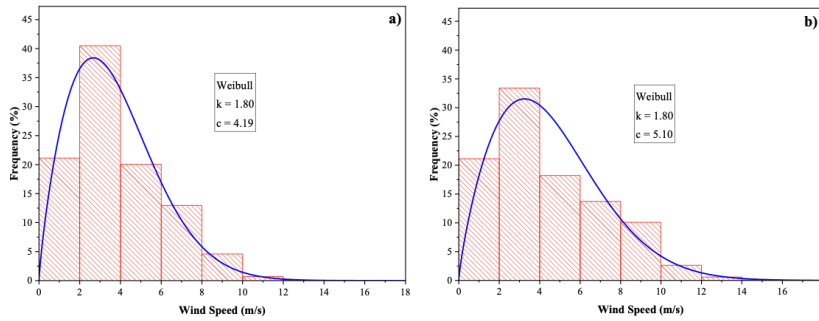 a)
45
40
35
30
25
20
15
10
5
0
Frequency (%)
Weibull
k = 1.80
c = 4.19
0 2 4 6 8 10 12 14 16 18
Wind Speed (m/s)
b)
45
40
35
30
25
20
15
10
5
0
Frequency (%)
Weibull
k = 1.80
c = 5.10
0 2 4 6 8 10 12 14 16
Wind Speed (m/s)